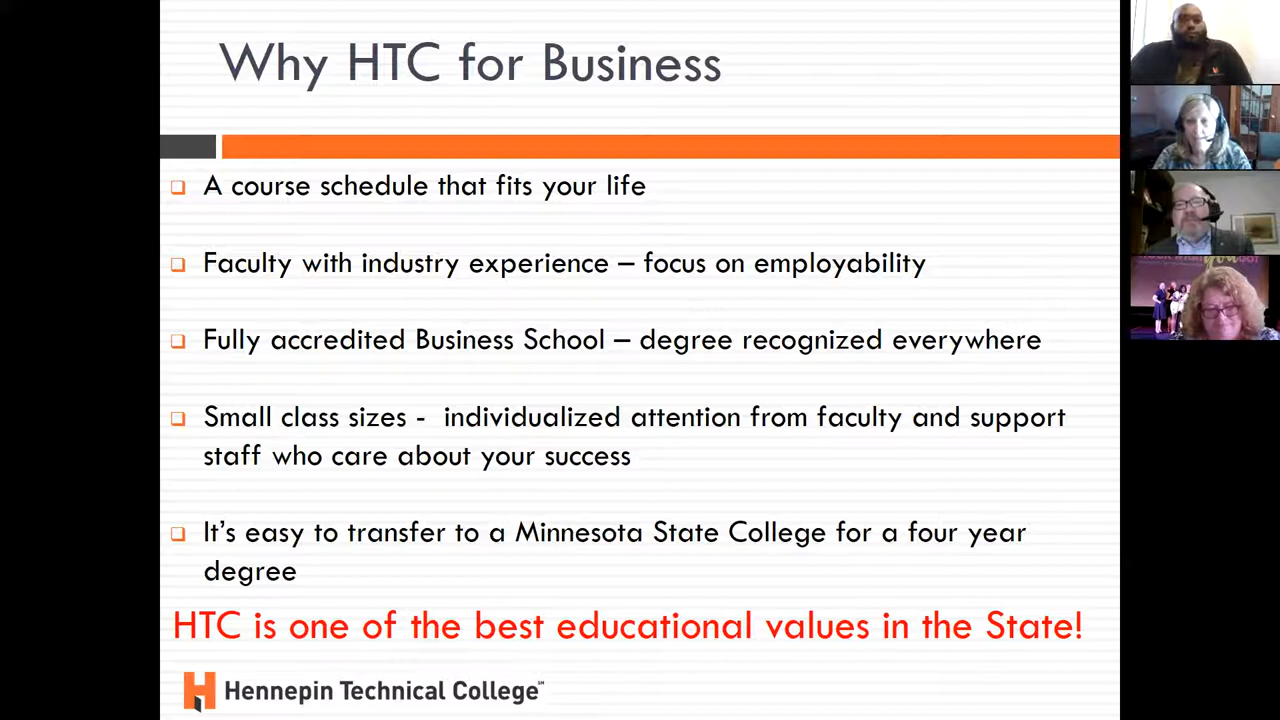 Why HTC for Business
A course schedule that fits your life
Faculty with industry experience – focus on employability
Fully accredited Business School – degree recognized everywhere
Small class sizes - individualized attention from faculty and support
staff who care about your success
It's easy to transfer to a Minnesota State College for a four year
degree
HTC is one of the best educational values in the State!
Hennepin Technical College℠